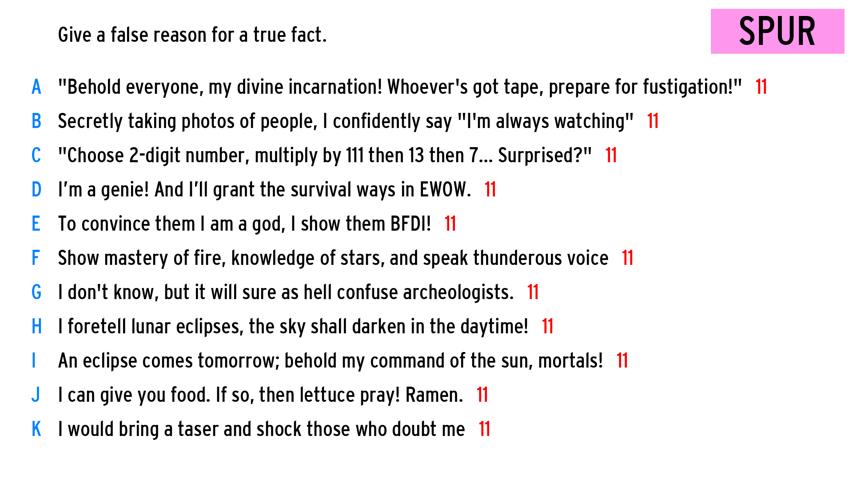 Give a false reason for a true fact.
SPUR
A "Behold everyone, my divine incarnation! Whoever's got tape, prepare for fustigation!" 11
B Secretly taking photos of people, I confidently say "I'm always watching" 11
C "Choose 2-digit number, multiply by 111 then 13 then 7... Surprised?" 11
D I’m a genie! And I’ll grant the survival ways in EWOW. 11
E To convince them I am a god, I show them BFDI! 11
F Show mastery of fire, knowledge of stars, and speak thunderous voice 11
G I don't know, but it will sure as hell confuse archeologists. 11
H I foretell lunar eclipses, the sky shall darken in the daytime! 11
I An eclipse comes tomorrow; behold my command of the sun, mortals! 11
J I can give you food. If so, then lettuce pray! Ramen. 11
K I would bring a taser and shock those who doubt me 11